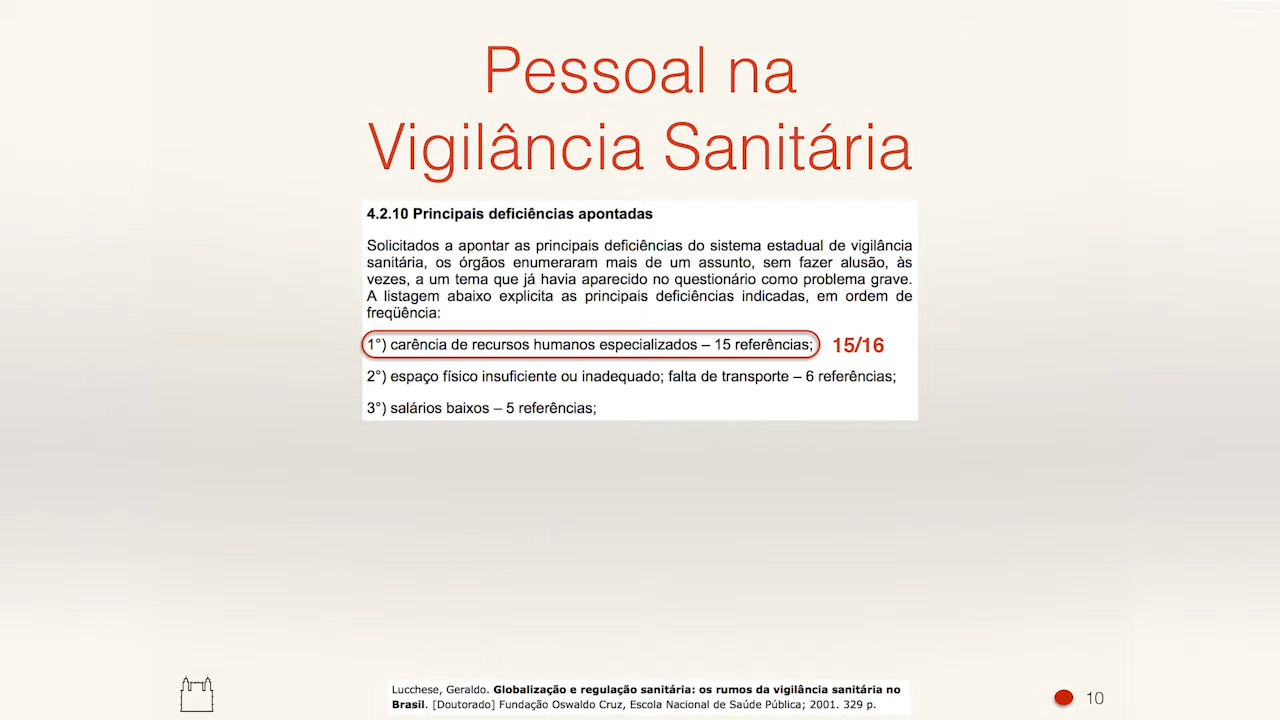 Pessoal na
Vigilância Sanitária
4.2.10 Principais deficiências apontadas
Solicitados a apontar as principais deficiências do sistema estadual de vigilância
sanitária, os órgãos enumeraram mais de um assunto, sem fazer alusão, às
vezes, a um tema que já havia aparecido no questionário como problema grave.
A listagem abaixo explicita as principais deficiências indicadas, em ordem de
freqüência:
1°) carência de recursos humanos especializados – 15 referências; 15/16
2°) espaço físico insuficiente ou inadequado; falta de transporte – 6 referências;
3°) salários baixos – 5 referências;
Lucchese, Geraldo. Globalização e regulação sanitária: os rumos da vigilância sanitária no
Brasil. [Doutorado] Fundação Oswaldo Cruz, Escola Nacional de Saúde Pública; 2001. 329 p.
10